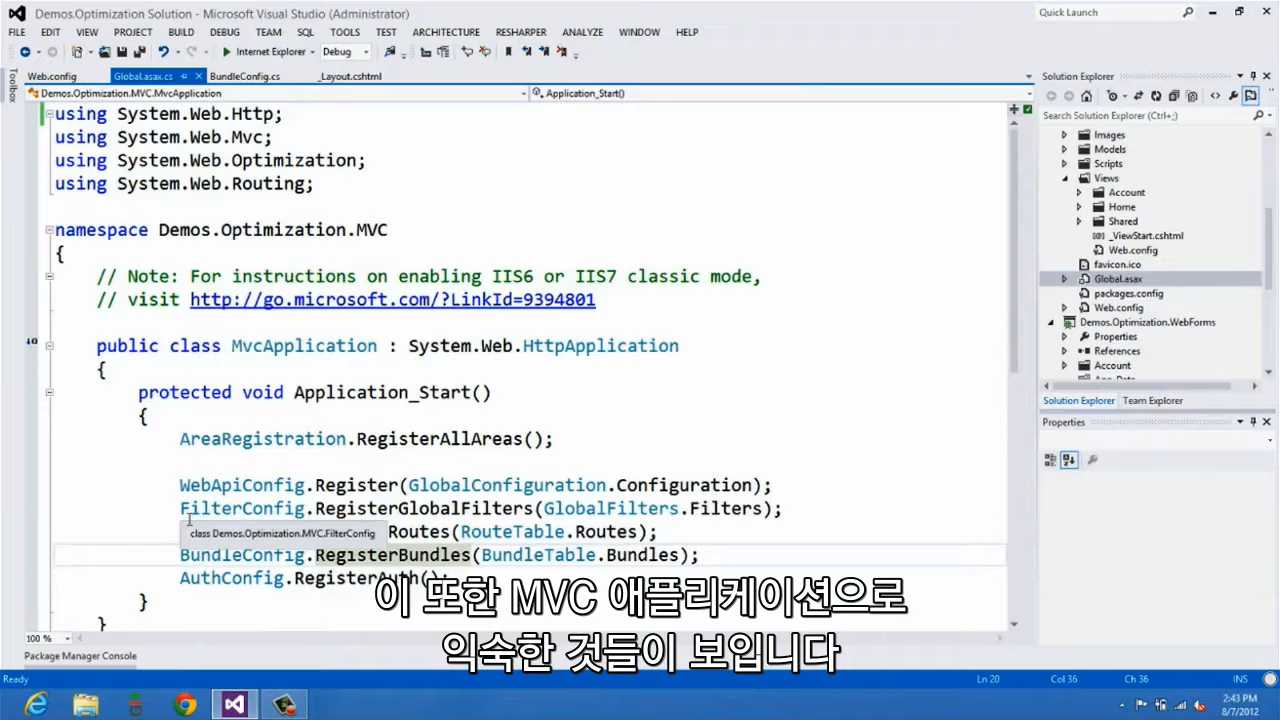 Demos.Optimization Solution - Microsoft Visual Studio (Administrator)
Quick Launch
FILE EDIT VIEW PROJECT BUILD DEBUG TEAM SQL TOOLS TEST ARCHITECTURE RESHARPER ANALYZE WINDOW HELP
Internet Explorer Debug
Toolbox
Web.config Global.asax.cs BundleConfig.cs _Layout.cshtml
Demos.Optimization.MVC.MvcApplication Application_Start()
using System.Web.Http;
using System.Web.Mvc;
using System.Web.Optimization;
using System.Web.Routing;
namespace Demos.Optimization.MVC
{
// Note: For instructions on enabling IIS6 or IIS7 classic mode,
// visit http://go.microsoft.com/?LinkId=9394801
public class MvcApplication : System.Web.HttpApplication
{
protected void Application_Start()
{
AreaRegistration.RegisterAllAreas();
WebApiConfig.Register(GlobalConfiguration.Configuration);
FilterConfig.RegisterGlobalFilters(GlobalFilters.Filters);
class Demos.Optimization.MVC.FilterConfig Routes(RouteTable.Routes);
BundleConfig.RegisterBundles(BundleTable.Bundles);
AuthConfig.RegisterAuth();
}
}
이 또한 MVC 애플리케이션으로
익숙한 것들이 보입니다
100 %
Package Manager Console
Solution Explorer
Search Solution Explorer (Ctrl+;)
Images
Models
Scripts
Views
Account
Home
Shared
_ViewStart.cshtml
Web.config
favicon.ico
Global.asax
packages.config
Web.config
Demos.Optimization.WebForms
Properties
References
Account
Solution Explorer Team Explorer
Properties
Ready Ln 20 Col 36 Ch 36 INS
2:43 PM
8/7/2012